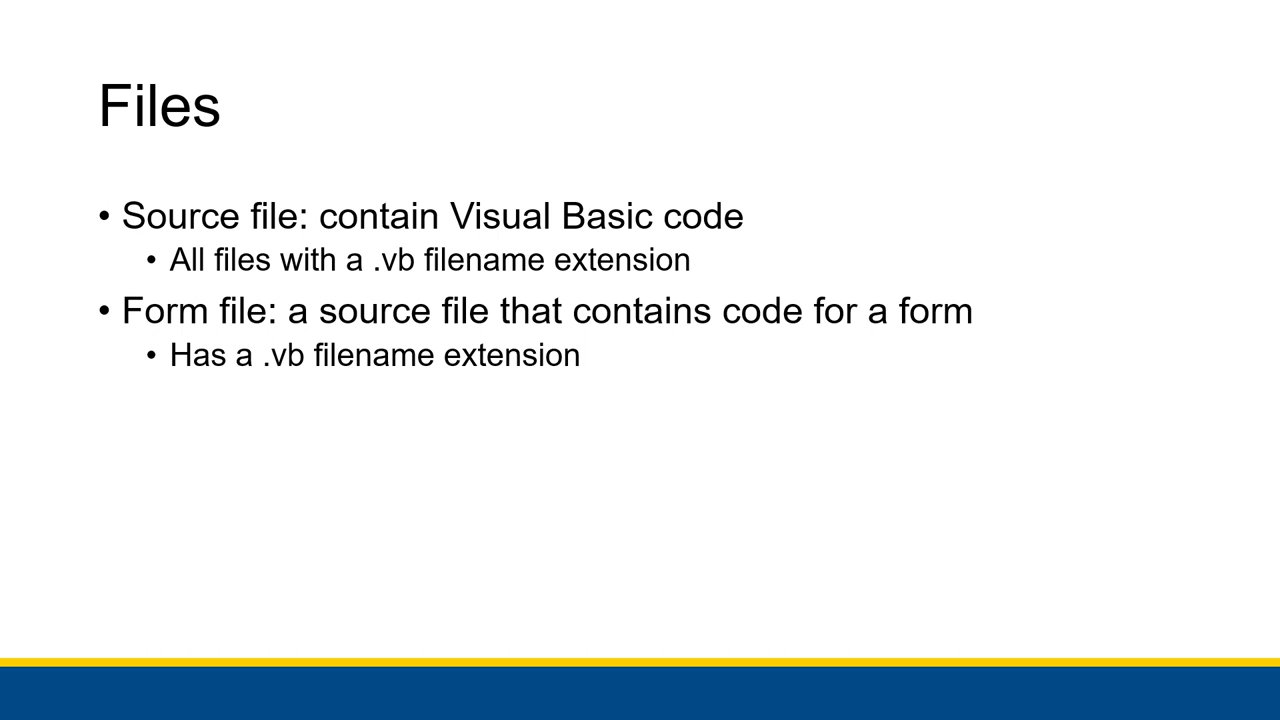 Files
• Source file: contain Visual Basic code
• All files with a .vb filename extension
• Form file: a source file that contains code for a form
• Has a .vb filename extension